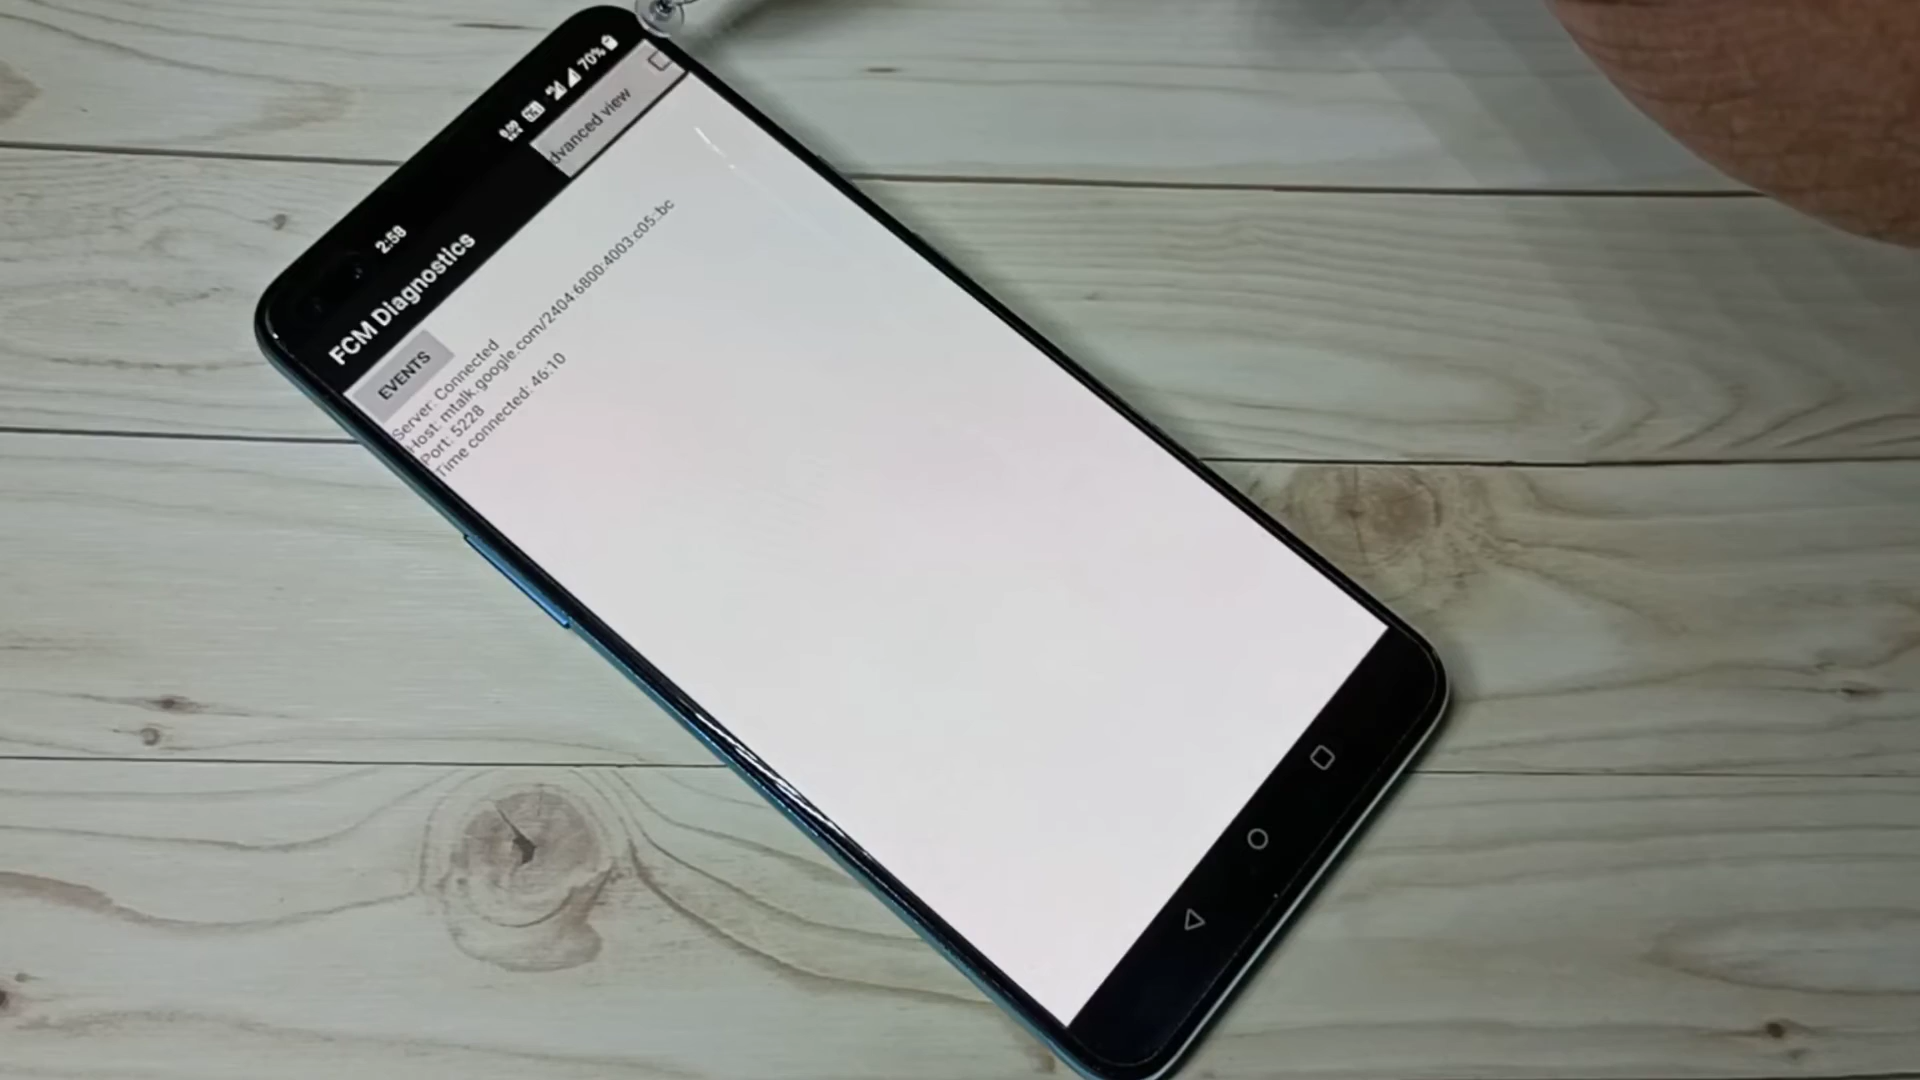 2:58
70%
FCM Diagnostics
EVENTS
dvanced view
Server: Connected
Host: mtalk.google.com/2404:6800:4003:c05::bc
Port: 5228
Time connected: 46:10